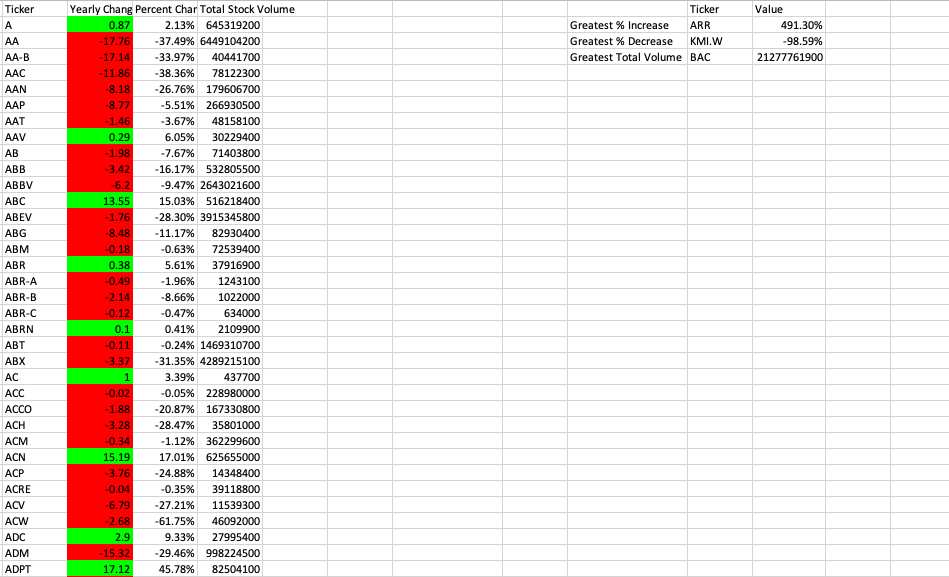 Ticker Yearly Chang Percent Char Total Stock Volume Ticker Value
A 0.87 2.13% 645319200 Greatest % Increase ARR 491.30%
AA -17.76 -37.49% 6449104200 Greatest % Decrease KMI.W -98.59%
AA-B -17.14 -33.97% 40441700 Greatest Total Volume BAC 21277761900
AAC -11.86 -38.36% 78122300
AAN -8.18 -26.76% 179606700
AAP -8.77 -5.51% 266930500
AAT -1.46 -3.67% 48158100
AAV 0.29 6.05% 30229400
AB -1.98 -7.67% 71403800
ABB -3.42 -16.17% 532805500
ABBV -6.2 -9.47% 2643021600
ABC 13.55 15.03% 516218400
ABEV -1.76 -28.30% 3915345800
ABG -8.48 -11.17% 82930400
ABM -0.18 -0.63% 72539400
ABR 0.38 5.61% 37916900
ABR-A -0.49 -1.96% 1243100
ABR-B -2.14 -8.66% 1022000
ABR-C -0.12 -0.47% 634000
ABRN 0.1 0.41% 2109900
ABT -0.11 -0.24% 1469310700
ABX -3.37 -31.35% 4289215100
AC 1 3.39% 437700
ACC -0.02 -0.05% 228980000
ACCO -1.88 -20.87% 167330800
ACH -3.28 -28.47% 35801000
ACM -0.34 -1.12% 362299600
ACN 15.19 17.01% 625655000
ACP -3.76 -24.88% 14348400
ACRE -0.04 -0.35% 39118800
ACV -6.79 -27.21% 11539300
ACW -2.68 -61.75% 46092000
ADC 2.9 9.33% 27995400
ADM -15.32 -29.46% 998224500
ADPT 17.12 45.78% 82504100